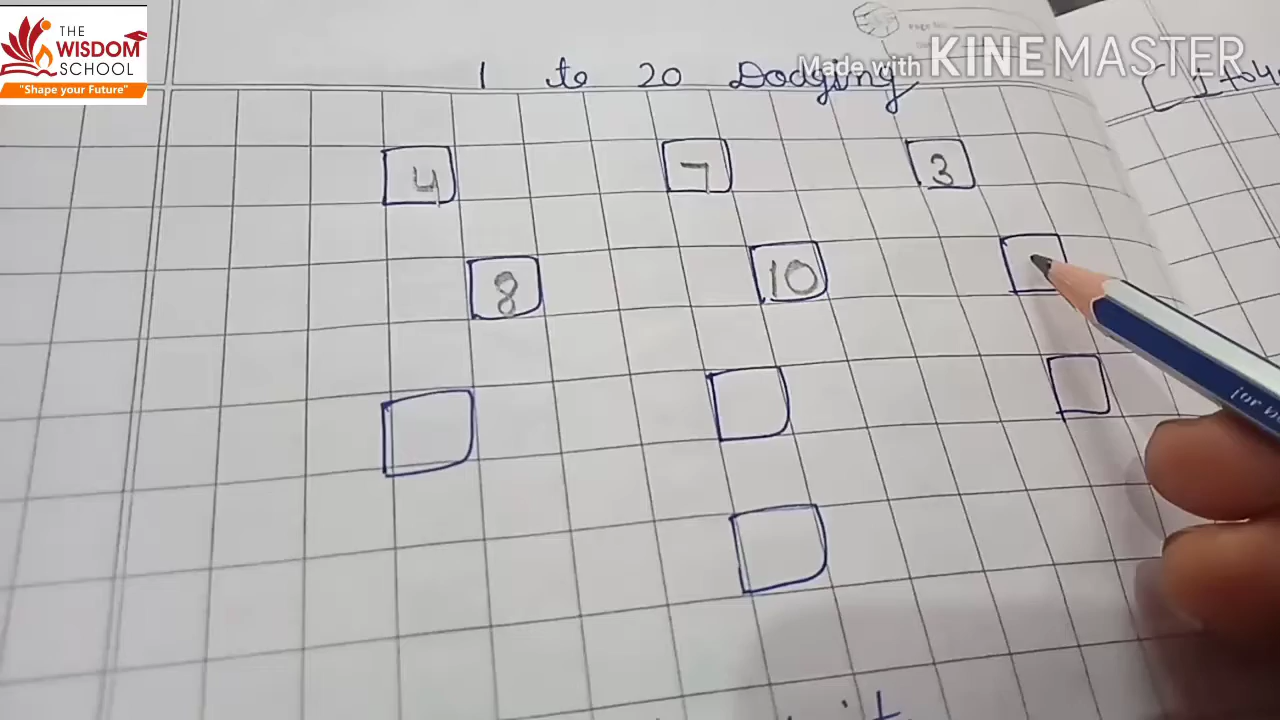 THE
WISDOM
SCHOOL
"Shape your Future"
Made with KINEMASTER
1 to 20 Dodging
4 7 3
8 10